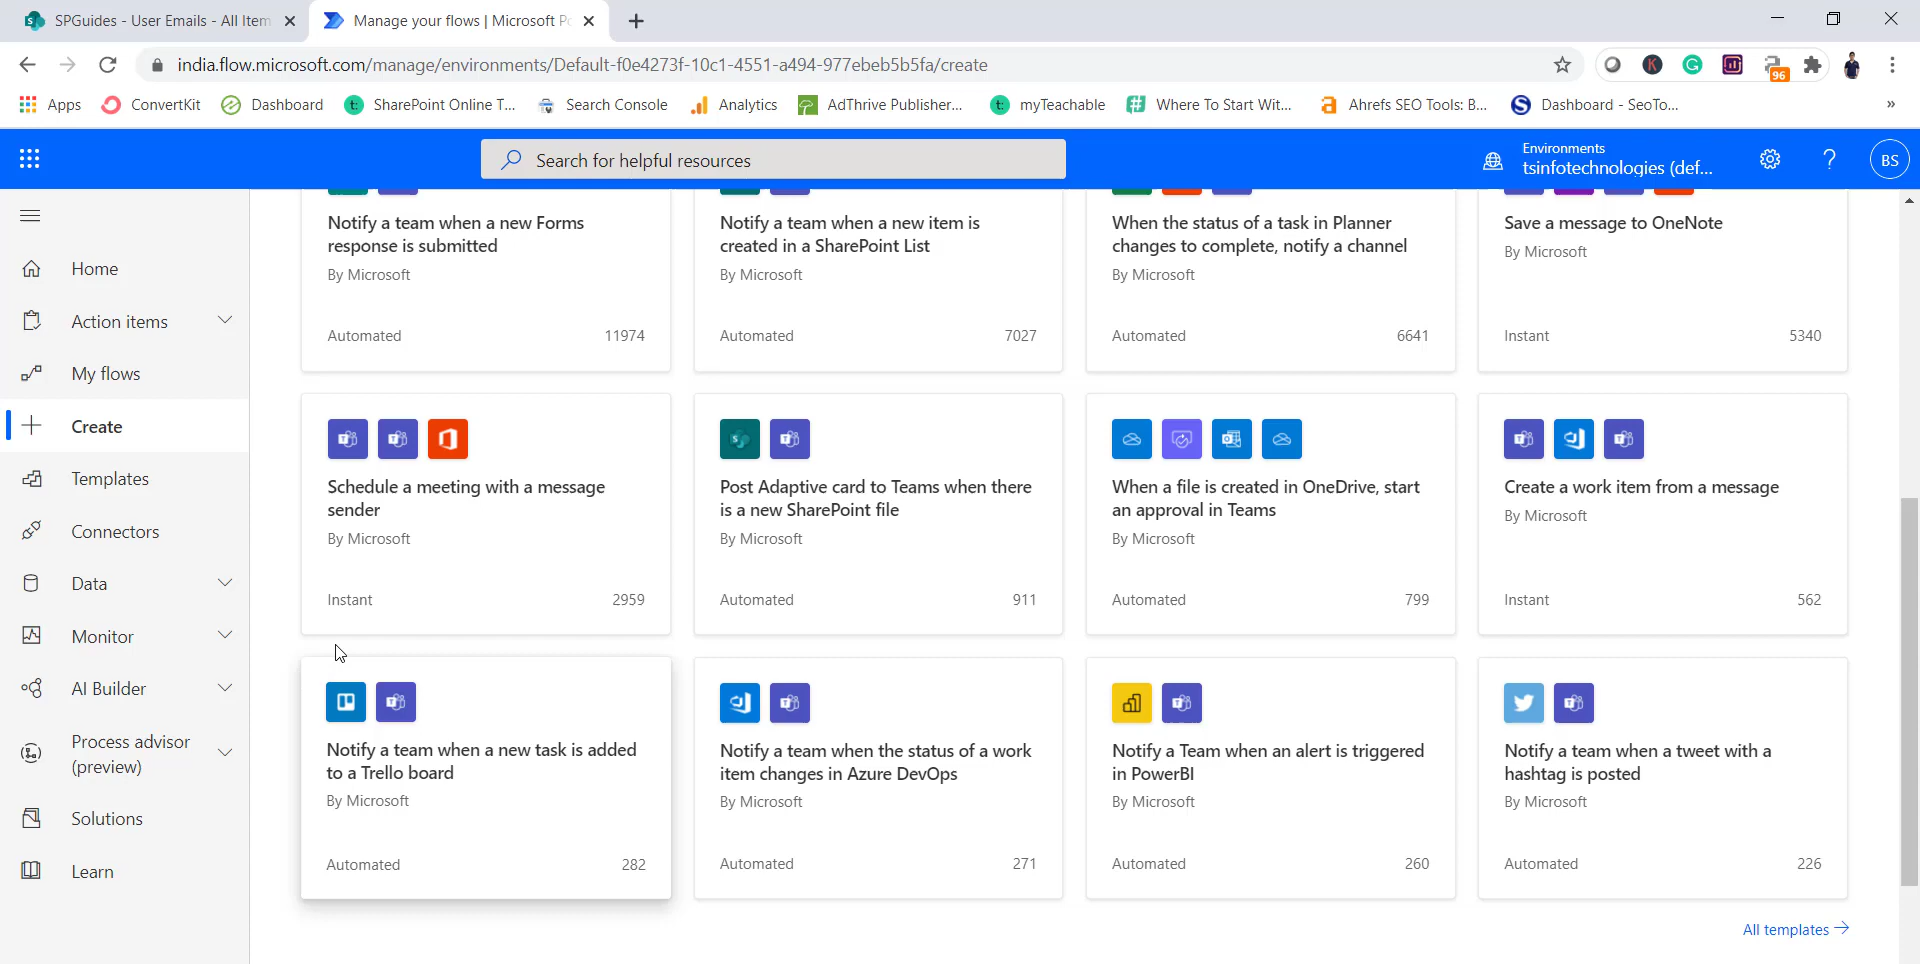 SPGuides - User Emails - All Item
Manage your flows | Microsoft Po
india.flow.microsoft.com/manage/environments/Default-f0e4273f-10c1-4551-a494-977ebeb5b5fa/create
96
Apps
ConvertKit
Dashboard
SharePoint Online T...
Search Console
Analytics
AdThrive Publisher...
myTeachable
Where To Start Wit...
Ahrefs SEO Tools: B...
Dashboard - SeoTo...
»
Search for helpful resources
Environments
tsinfotechnologies (def...
?
BS
Home
Action items
My flows
Create
Templates
Connectors
Data
Monitor
AI Builder
Process advisor
(preview)
Solutions
Learn
Notify a team when a new Forms
response is submitted
By Microsoft
Automated 11974
Notify a team when a new item is
created in a SharePoint List
By Microsoft
Automated 7027
When the status of a task in Planner
changes to complete, notify a channel
By Microsoft
Automated 6641
Save a message to OneNote
By Microsoft
Instant 5340
Schedule a meeting with a message
sender
By Microsoft
Instant 2959
Post Adaptive card to Teams when there
is a new SharePoint file
By Microsoft
Automated 911
When a file is created in OneDrive, start
an approval in Teams
By Microsoft
Automated 799
Create a work item from a message
By Microsoft
Instant 562
Notify a team when a new task is added
to a Trello board
By Microsoft
Automated 282
Notify a team when the status of a work
item changes in Azure DevOps
By Microsoft
Automated 271
Notify a Team when an alert is triggered
in PowerBI
By Microsoft
Automated 260
Notify a team when a tweet with a
hashtag is posted
By Microsoft
Automated 226
All templates